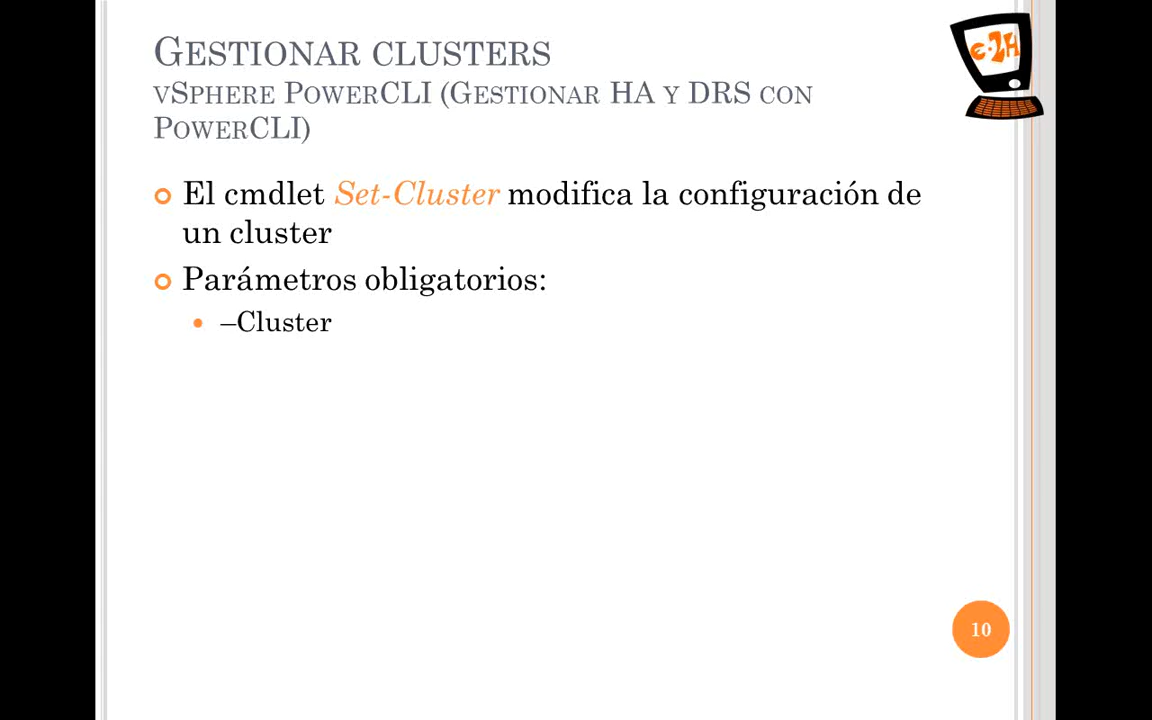 GESTIONAR CLUSTERS
VSPHERE POWERCLI (GESTIONAR HA Y DRS CON
POWERCLI)
e-2H
El cmdlet Set-Cluster modifica la configuración de
un cluster
Parámetros obligatorios:
–Cluster
10